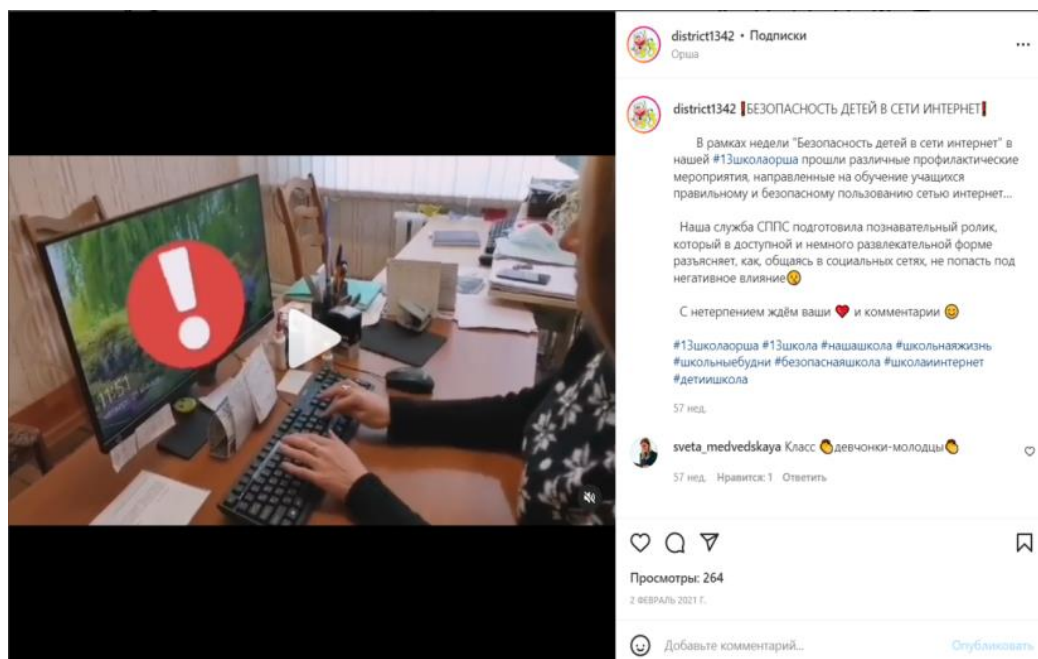 district1342 • Подписки
Орша
district1342 ❗БЕЗОПАСНОСТЬ ДЕТЕЙ В СЕТИ ИНТЕРНЕТ❗
В рамках недели "Безопасность детей в сети интернет" в
нашей #13школаорша прошли различные профилактические
мероприятия, направленные на обучение учащихся
правильному и безопасному пользованию сетью интернет...
Наша служба СППС подготовила познавательный ролик,
который в доступной и немного развлекательной форме
разъясняет, как, общаясь в социальных сетях, не попасть под
негативное влияние😯
С нетерпением ждём ваши ❤️ и комментарии 😊
#13школаорша #13школа #нашашкола #школьнаяжизнь
#школьныебудни #безопаснаяшкола #школаиинтернет
#детиишкола
57 нед.
sveta_medvedskaya Класс 👏девчонки-молодцы👏
57 нед. Нравится: 1 Ответить
Просмотры: 264
2 ФЕВРАЛЬ 2021 Г.
Добавьте комментарий...
Опубликовать
11:51